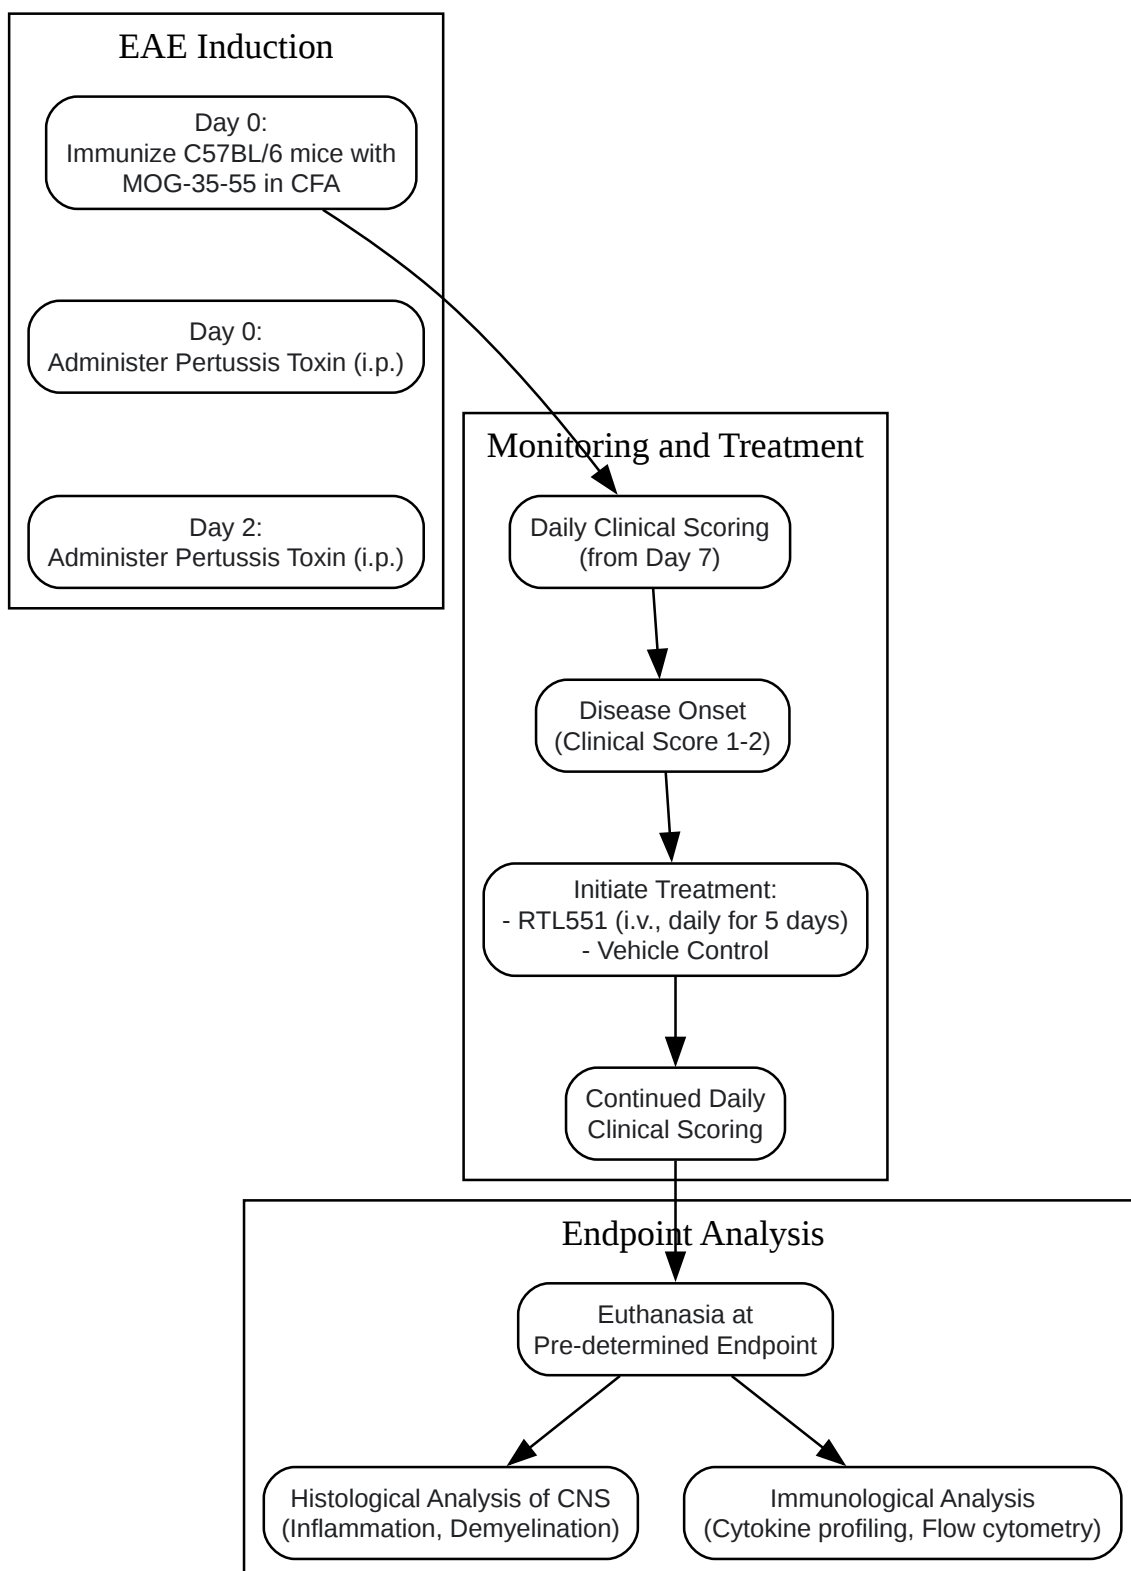 EAE Induction
Day 0:
Immunize C57BL/6 mice with
MOG-35-55 in CFA
Day 0:
Administer Pertussis Toxin (i.p.)
Day 2:
Administer Pertussis Toxin (i.p.)
Monitoring and Treatment
Daily Clinical Scoring
(from Day 7)
Disease Onset
(Clinical Score 1-2)
Initiate Treatment:
- RTL551 (i.v., daily for 5 days)
- Vehicle Control
Continued Daily
Clinical Scoring
Endpoint Analysis
Euthanasia at
Pre-determined Endpoint
Histological Analysis of CNS
(Inflammation, Demyelination)
Immunological Analysis
(Cytokine profiling, Flow cytometry)